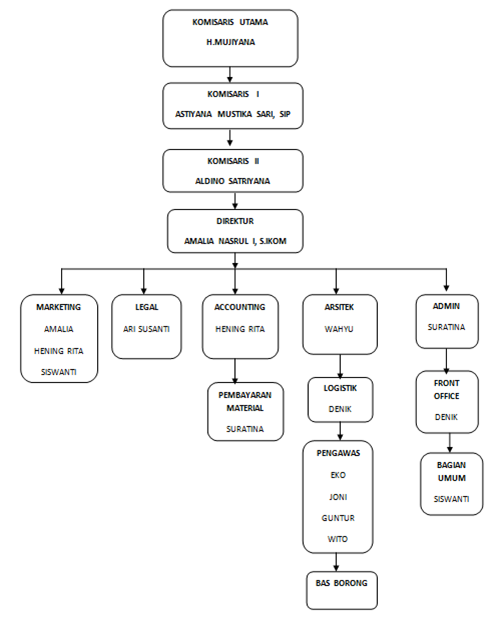 KOMISARIS UTAMA
H.MUJIYANA
KOMISARIS I
ASTIYANA MUSTIKA SARI, SIP
KOMISARIS II
ALDINO SATRIYANA
DIREKTUR
AMALIA NASRUL I, S.IKOM
MARKETING
AMALIA
HENING RITA
SISWANTI
LEGAL
ARI SUSANTI
ACCOUNTING
HENING RITA
ARSITEK
WAHYU
ADMIN
SURATINA
PEMBAYARAN
MATERIAL
SURATINA
LOGISTIK
DENIK
FRONT
OFFICE
DENIK
PENGAWAS
EKO
JONI
GUNTUR
WITO
BAGIAN
UMUM
SISWANTI
BAS BORONG